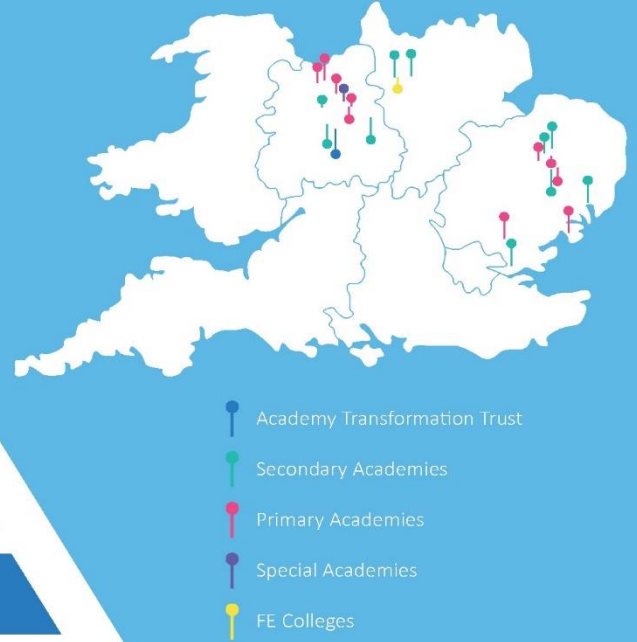 Academy Transformation Trust
Secondary Academies
Primary Academies
Special Academies
FE Colleges